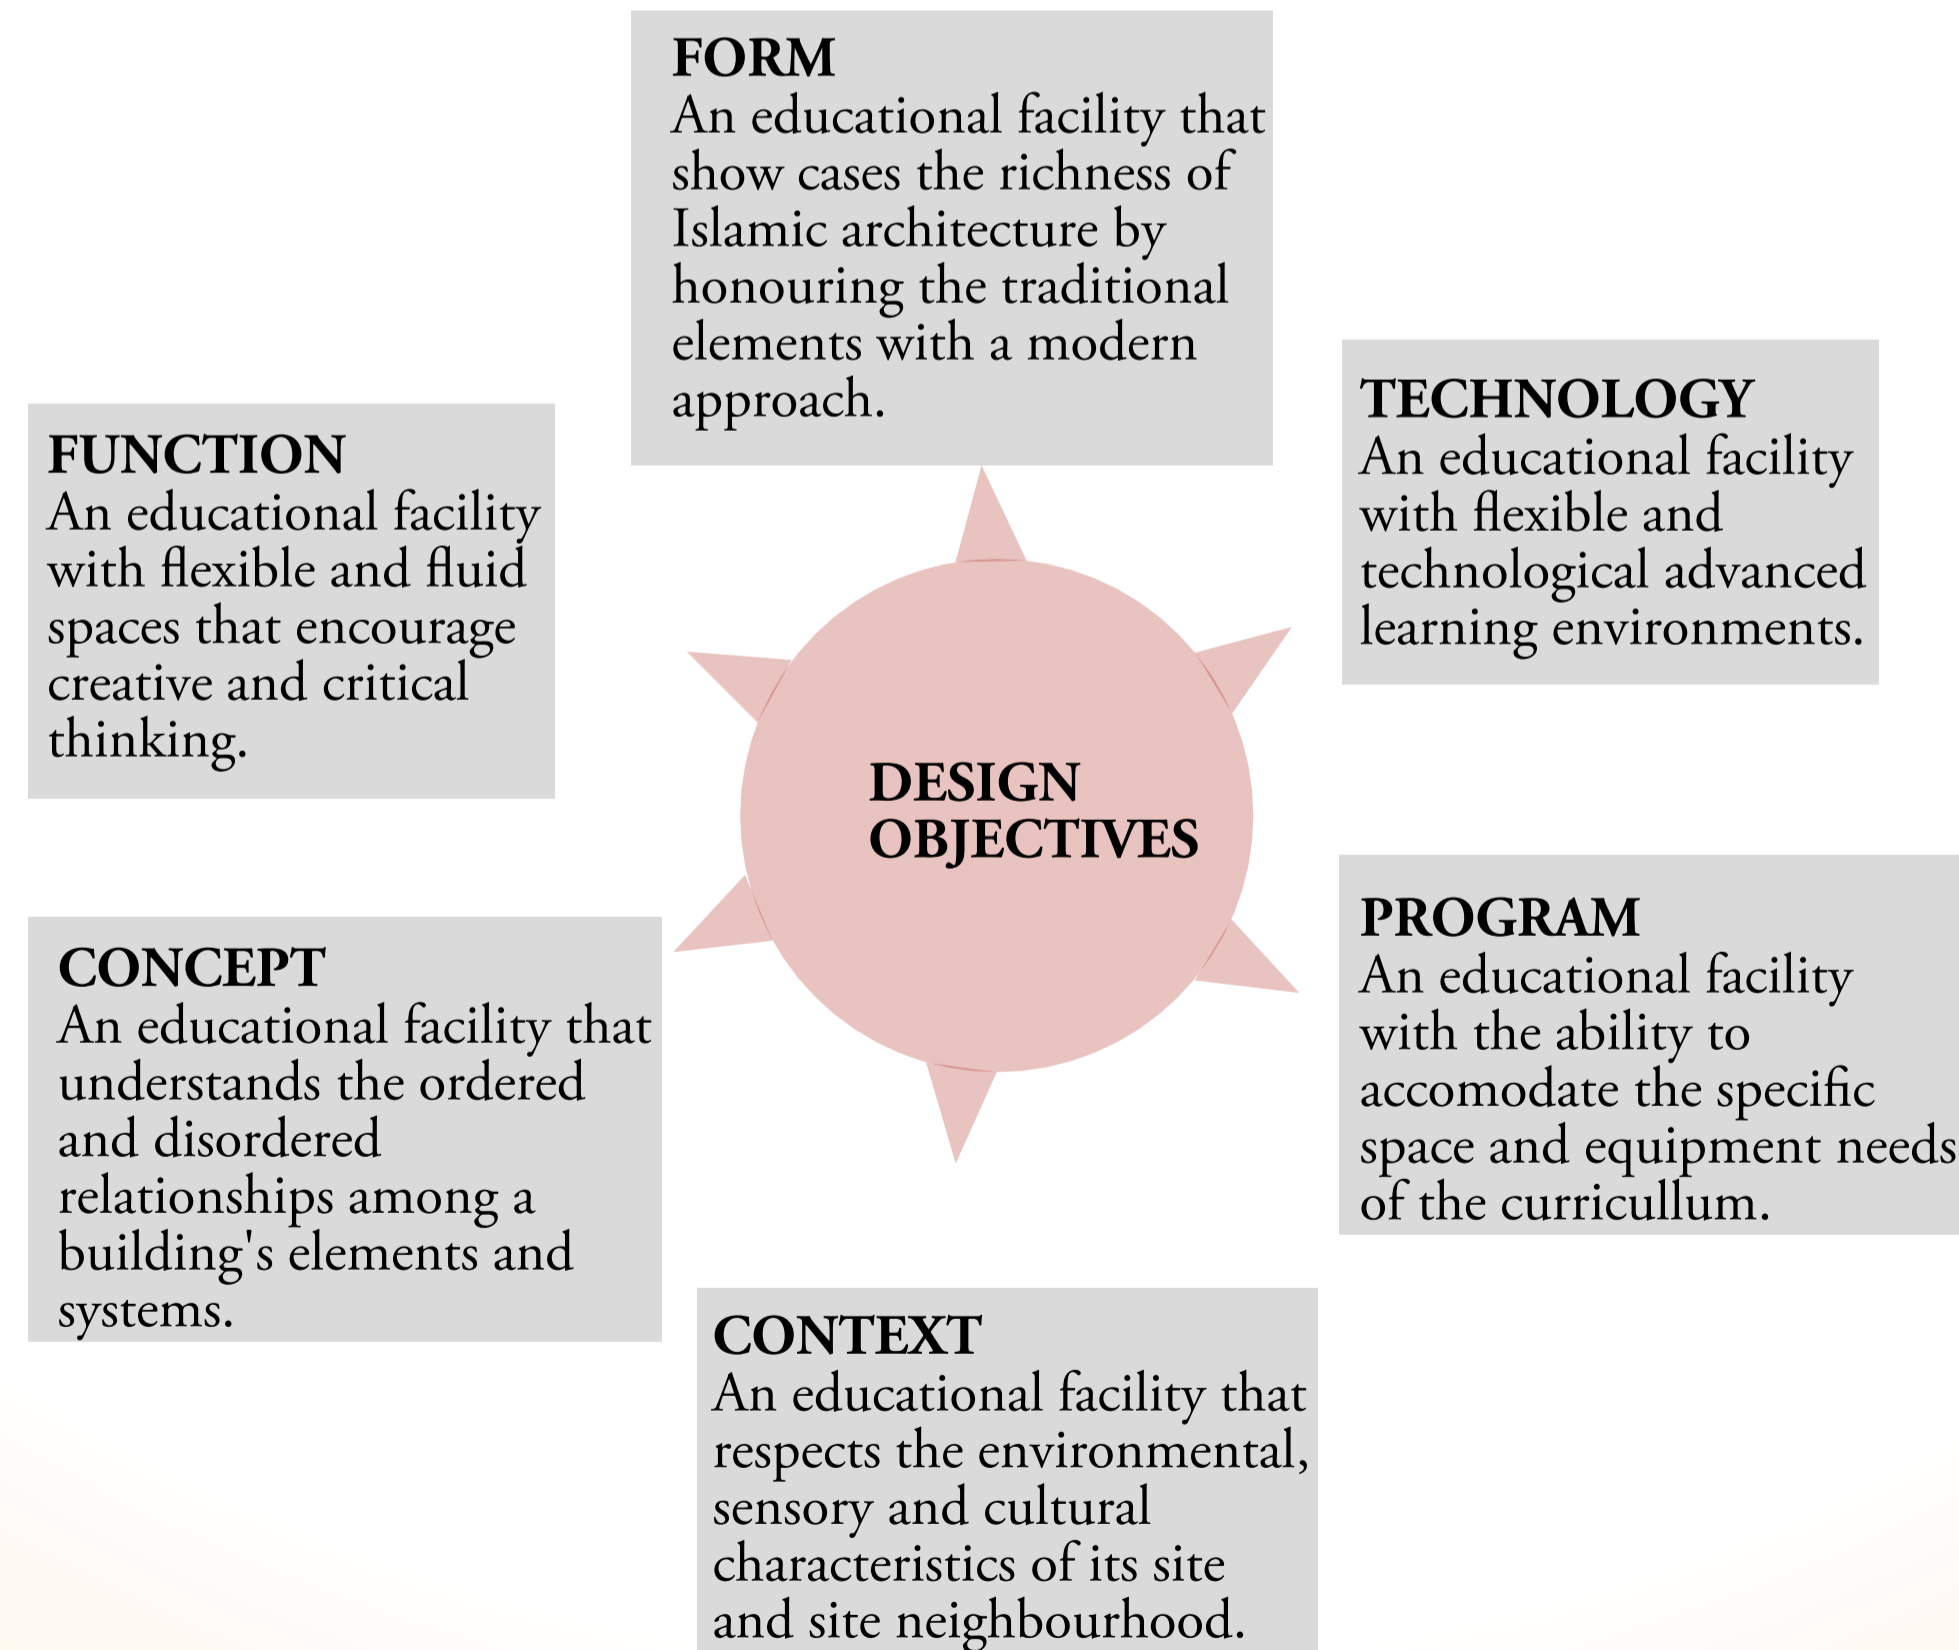 FORM
An educational facility that
show cases the richness of
Islamic architecture by
honouring the traditional
elements with a modern
approach.
TECHNOLOGY
An educational facility
with flexible and
technological advanced
learning environments.
FUNCTION
An educational facility
with flexible and fluid
spaces that encourage
creative and critical
thinking.
DESIGN
OBJECTIVES
PROGRAM
An educational facility
with the ability to
accomodate the specific
space and equipment needs
of the curricullum.
CONCEPT
An educational facility that
understands the ordered
and disordered
relationships among a
building's elements and
systems.
CONTEXT
An educational facility that
respects the environmental,
sensory and cultural
characteristics of its site
and site neighbourhood.